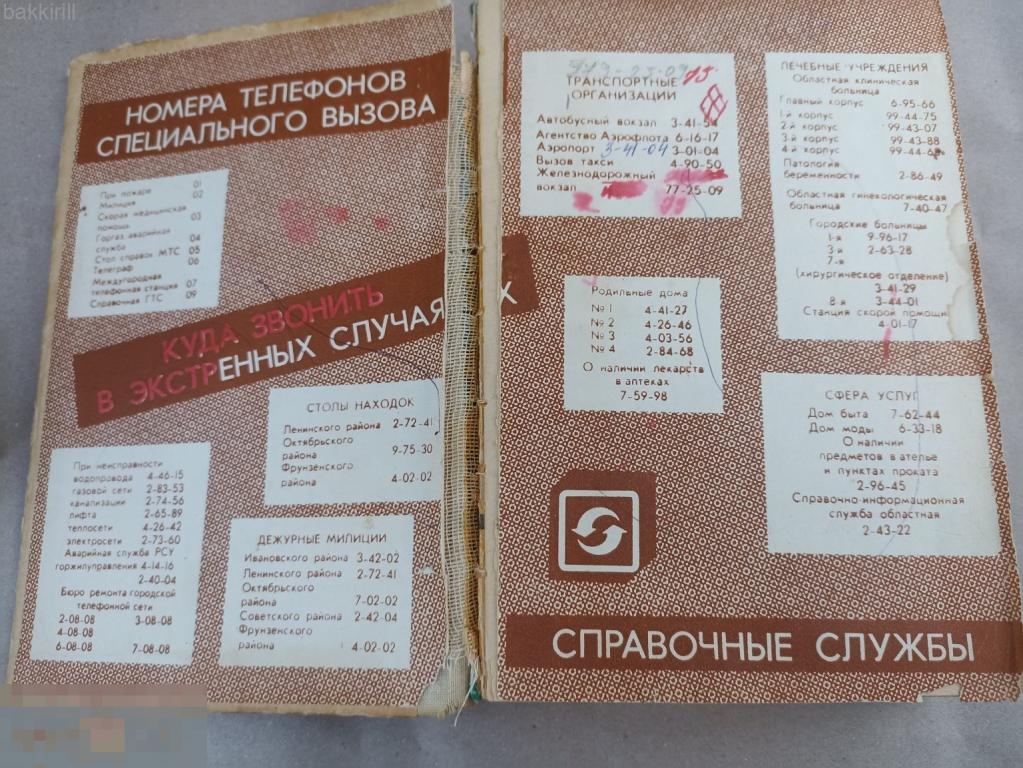 bakkirill
НОМЕРА ТЕЛЕФОНОВ
СПЕЦИАЛЬНОГО ВЫЗОВА
При пожаре 01
Милиция 02
Скорая медицинская
помощь 03
Горгаз, аварийная
служба 04
Стол справок МТС 05
Телеграф 06
Междугородная
телефонная станция 07
Справочная ГТС 09
КУДА ЗВОНИТЬ
В ЭКСТРЕННЫХ СЛУЧАЯХ
СТОЛЫ НАХОДОК
Ленинского района 2-72-41
Октябрьского
района 9-75-30
Фрунзенского
района 4-02-02
При неисправности
водопровода 4-46-15
газовой сети 2-83-53
канализации 2-74-56
лифта 2-65-89
теплосети 4-26-42
электросети 2-73-60
Аварийная служба РСУ
горжилуправления 4-14-16
2-40-04
Бюро ремонта городской
телефонной сети
2-08-08 3-08-08
4-08-08
6-08-08 7-08-08
ДЕЖУРНЫЕ МИЛИЦИИ
Ивановского района 3-42-02
Ленинского района 2-72-41
Октябрьского
района 7-02-02
Советского района 2-42-04
Фрунзенского
района 4-02-02
ТРАНСПОРТНЫЕ
ОРГАНИЗАЦИИ
Автобусный вокзал 3-41-54
Агентство Аэрофлота 6-16-17
Аэропорт 3-41-04 3-01-04
Вызов такси 4-90-50
Железнодорожный
вокзал 77-25-09
Родильные дома
№ 1 4-41-27
№ 2 4-26-46
№ 3 4-03-56
№ 4 2-84-68
О наличии лекарств
в аптеках
7-59-98
ЛЕЧЕБНЫЕ УЧРЕЖДЕНИЯ
Областная клиническая
больница
Главный корпус 6-95-66
1-й корпус 99-44-75
2-й корпус 99-43-07
3-й корпус 99-43-88
4-й корпус
Патология
беременности 2-86-49
Областная гинекологическая
больница 7-40-47
Городские больницы
1-я 9-96-17
3-я 2-63-28
7-я
(хирургическое отделение)
3-41-29
8-я 3-44-01
Станция скорой помощи
4-01-17
СФЕРА УСЛУГ
Дом быта 7-62-44
Дом моды 6-33-18
О наличии
предметов в ателье
и пунктах проката
2-96-45
Справочно-информационная
служба областная
2-43-22
СПРАВОЧНЫЕ СЛУЖБЫ